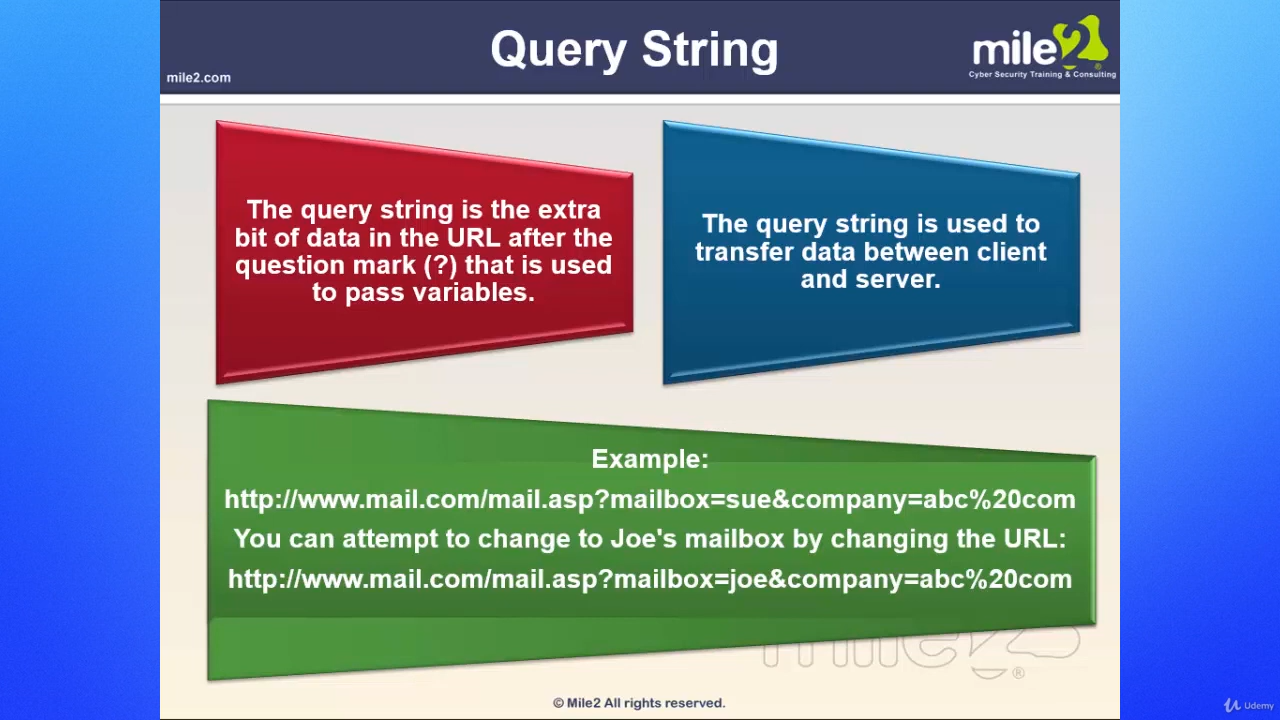 Query String
mile2.com
mile2
Cyber Security Training & Consulting
The query string is the extra
bit of data in the URL after the
question mark (?) that is used
to pass variables.
The query string is used to
transfer data between client
and server.
Example:
http://www.mail.com/mail.asp?mailbox=sue&company=abc%20com
You can attempt to change to Joe's mailbox by changing the URL:
http://www.mail.com/mail.asp?mailbox=joe&company=abc%20com
mile2®
© Mile2 All rights reserved.
Udemy